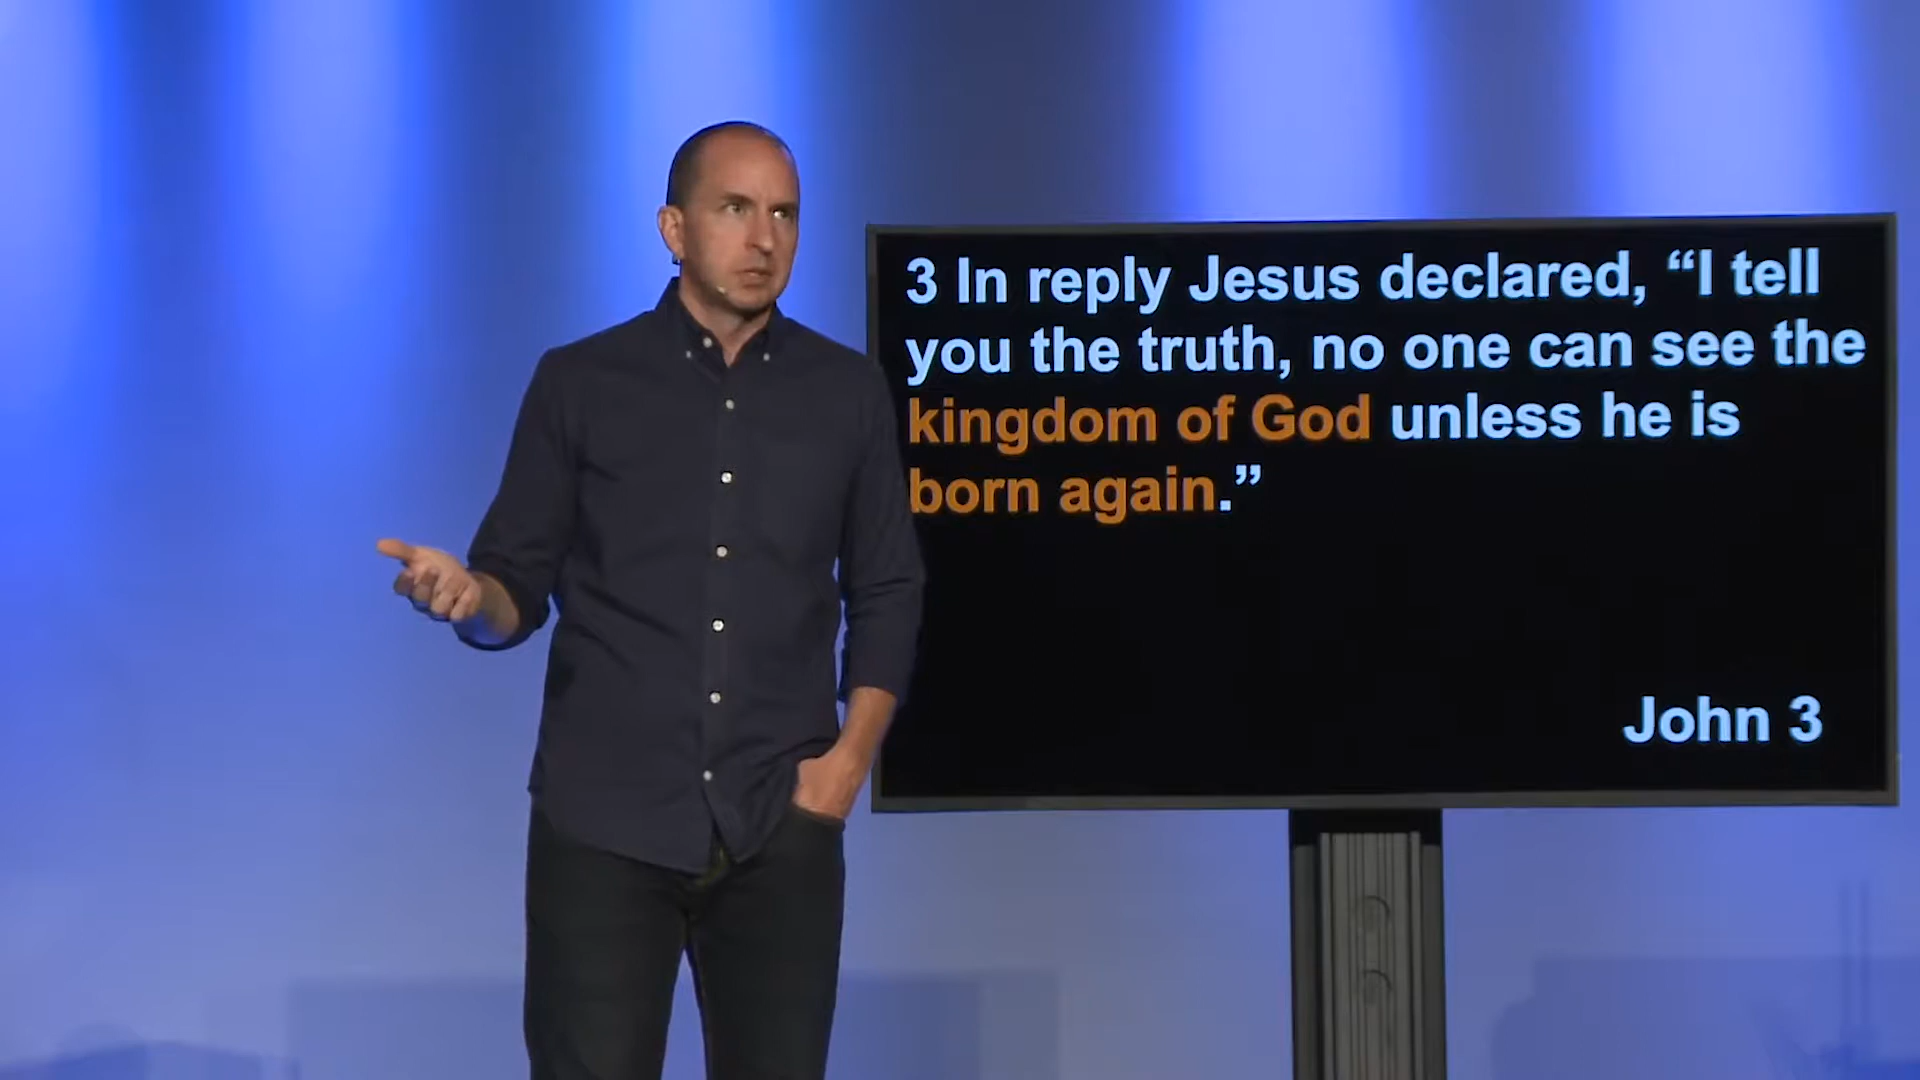 3 In reply Jesus declared, “I tell
you the truth, no one can see the
kingdom of God unless he is
born again.”
John 3